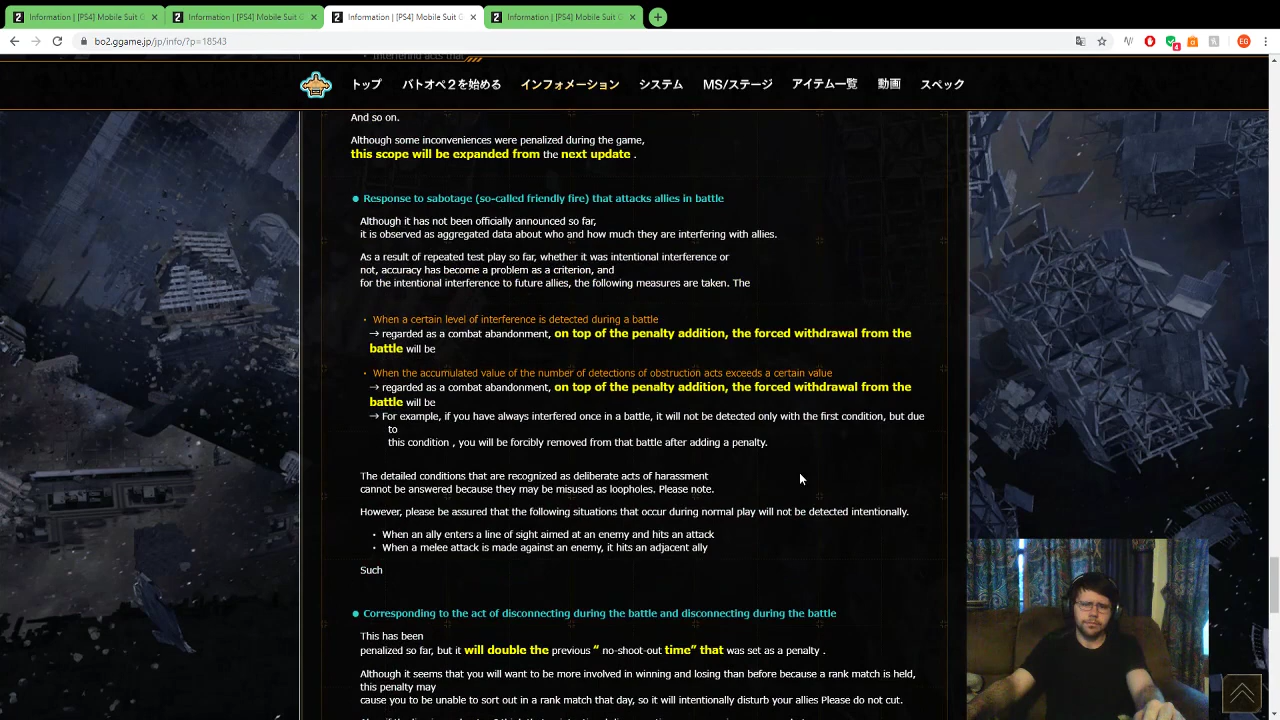 Information | [PS4] Mobile Suit G
Information | [PS4] Mobile Suit G
Information | [PS4] Mobile Suit G
Information | [PS4] Mobile Suit G
bo2.ggame.jp/jp/info/?p=18543
EG
トップ バトオペ２を始める インフォメーション システム MS/ステージ アイテム一覧 動画 スペック
Interfering acts that
And so on.
Although some inconveniences were penalized during the game,
this scope will be expanded from the next update .
● Response to sabotage (so-called friendly fire) that attacks allies in battle
Although it has not been officially announced so far,
it is observed as aggregated data about who and how much they are interfering with allies.
As a result of repeated test play so far, whether it was intentional interference or
not, accuracy has become a problem as a criterion, and
for the intentional interference to future allies, the following measures are taken. The
・ When a certain level of interference is detected during a battle
→ regarded as a combat abandonment, on top of the penalty addition, the forced withdrawal from the
battle will be
・ When the accumulated value of the number of detections of obstruction acts exceeds a certain value
→ regarded as a combat abandonment, on top of the penalty addition, the forced withdrawal from the
battle will be
→ For example, if you have always interfered once in a battle, it will not be detected only with the first condition, but due
to
this condition , you will be forcibly removed from that battle after adding a penalty.
The detailed conditions that are recognized as deliberate acts of harassment
cannot be answered because they may be misused as loopholes. Please note.
However, please be assured that the following situations that occur during normal play will not be detected intentionally.
・ When an ally enters a line of sight aimed at an enemy and hits an attack
・ When a melee attack is made against an enemy, it hits an adjacent ally
Such
● Corresponding to the act of disconnecting during the battle and disconnecting during the battle
This has been
penalized so far, but it will double the previous “ no-shoot-out time” that was set as a penalty .
Although it seems that you will want to be more involved in winning and losing than before because a rank match is held,
this penalty may
cause you to be unable to sort out in a rank match that day, so it will intentionally disturb your allies Please do not cut.